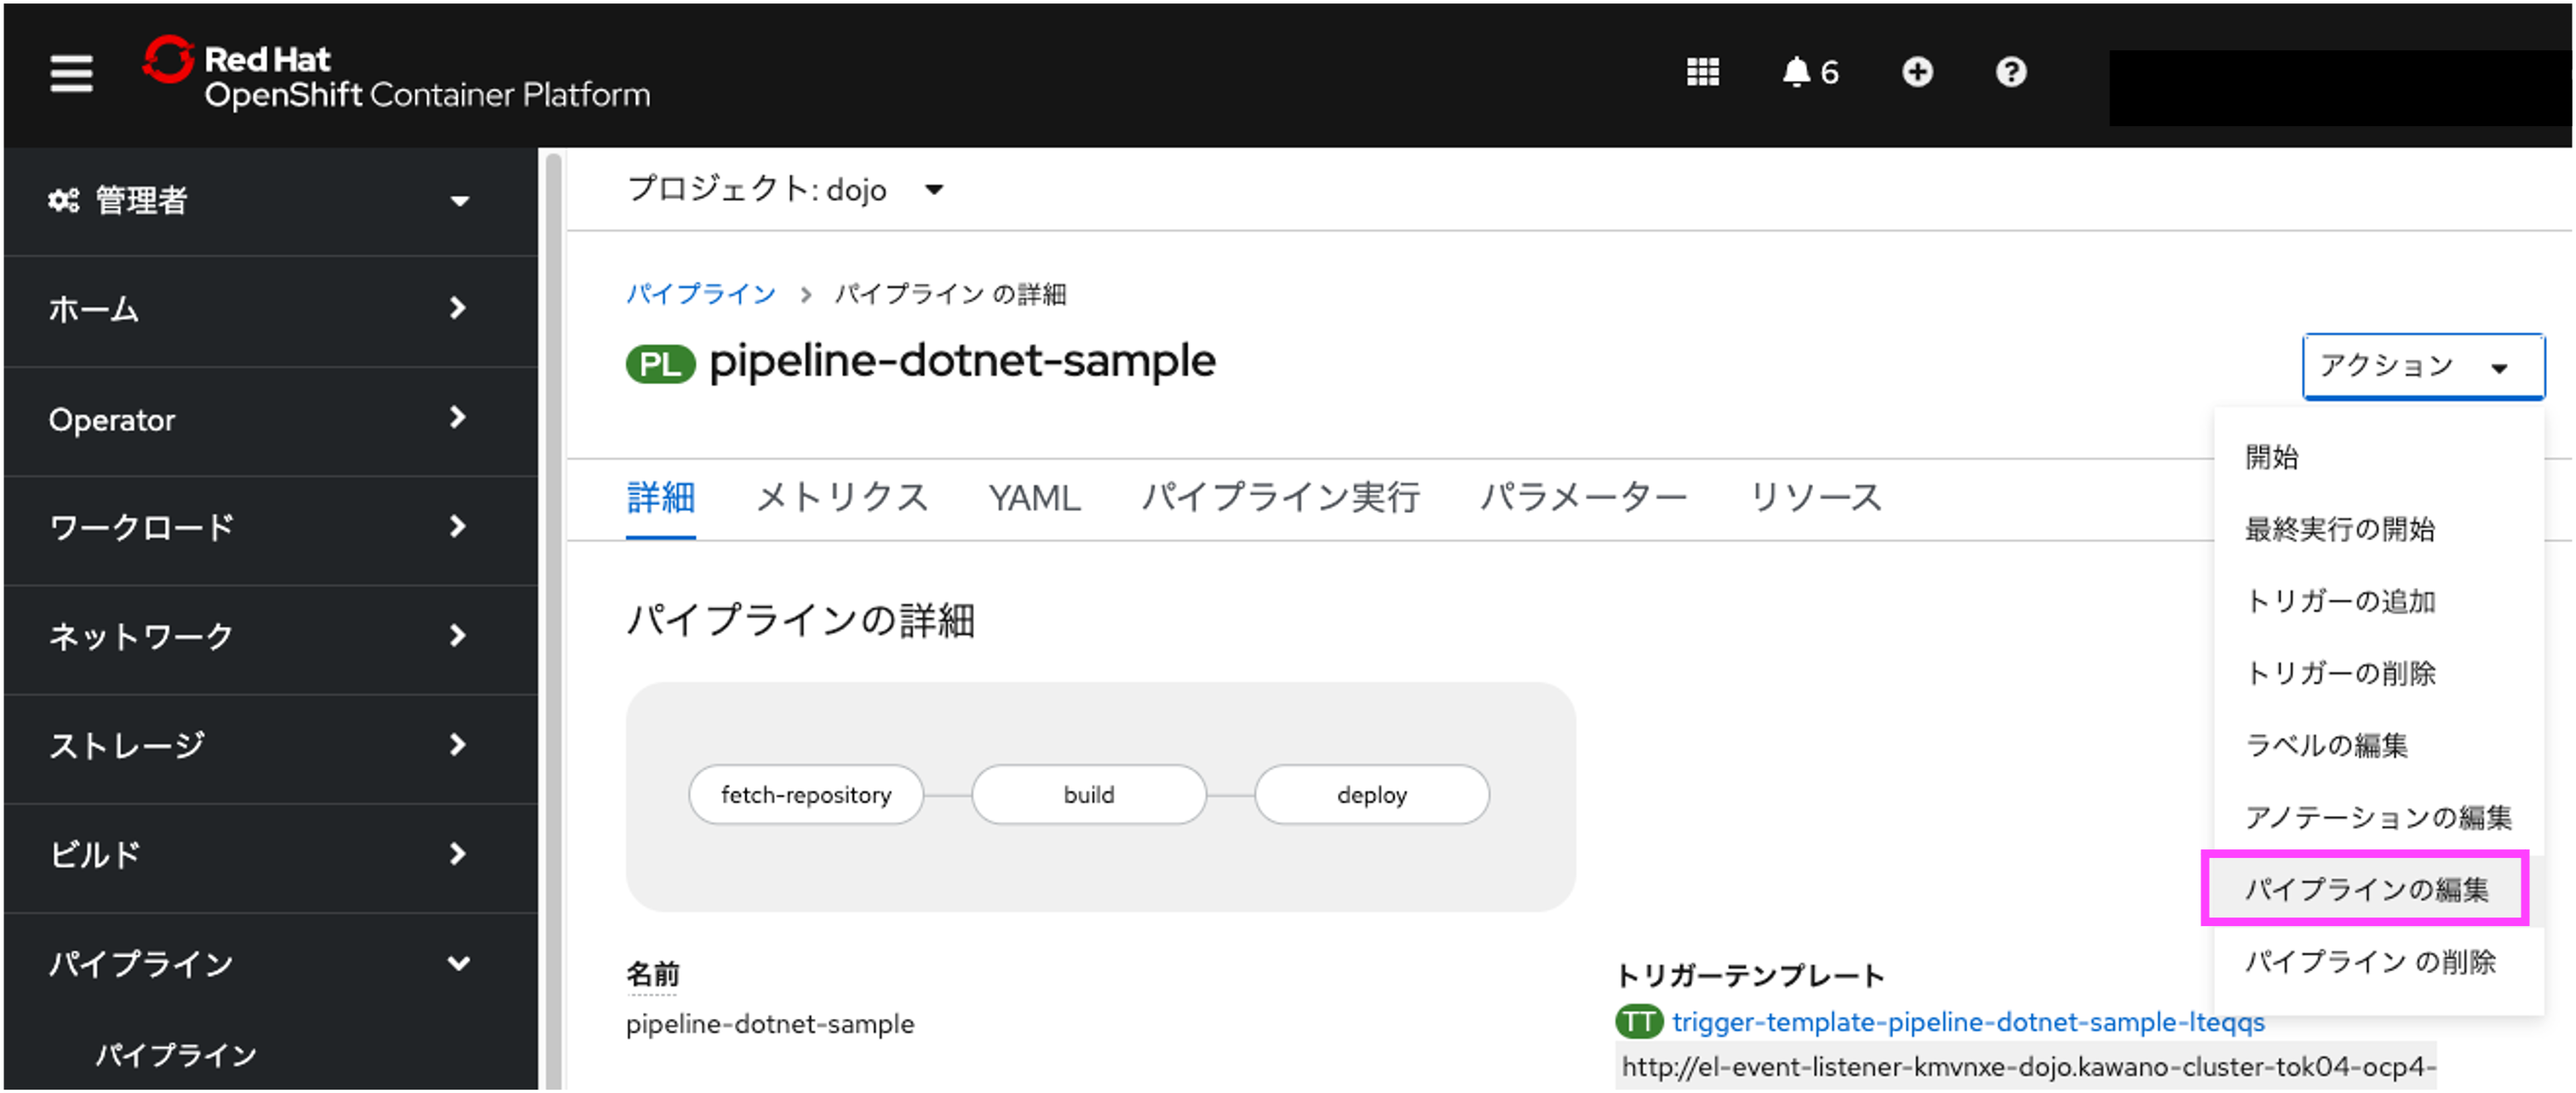 Red Hat
OpenShift Container Platform
6
管理者
ホーム
Operator
ワークロード
ネットワーク
ストレージ
ビルド
パイプライン
パイプライン
プロジェクト: dojo
パイプライン > パイプライン の詳細
PL pipeline-dotnet-sample
アクション
開始
最終実行の開始
トリガーの追加
トリガーの削除
ラベルの編集
アノテーションの編集
パイプラインの編集
パイプライン の削除
詳細 メトリクス YAML パイプライン実行 パラメーター リソース
パイプラインの詳細
fetch-repository build deploy
名前
pipeline-dotnet-sample
トリガーテンプレート
TT trigger-template-pipeline-dotnet-sample-lteqqs
http://el-event-listener-kmvnxe-dojo.kawano-cluster-tok04-ocp4-